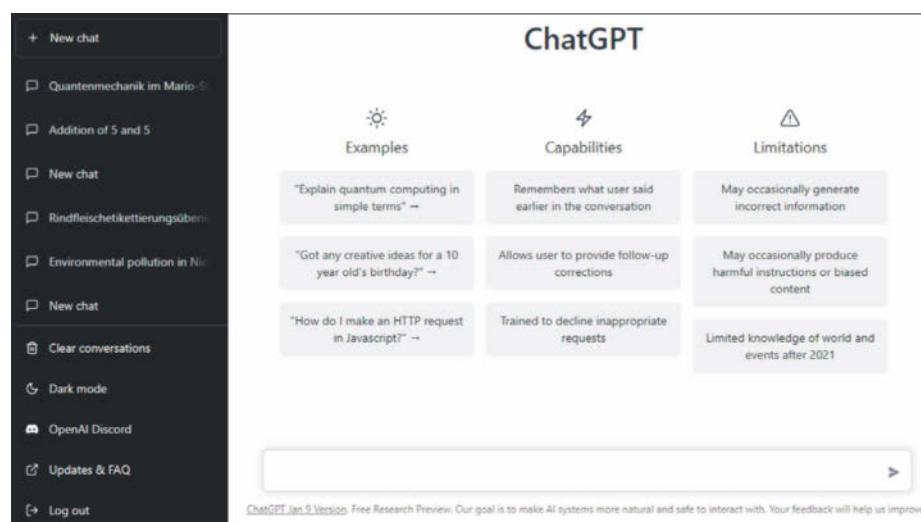 New chat
Quantenmechanik im Mario-S
Addition of 5 and 5
New chat
Rindfleischetikettierungsüberw
Environmental pollution in Nic
New chat
Clear conversations
Dark mode
OpenAI Discord
Updates & FAQ
Log out
ChatGPT
Examples
"Explain quantum computing in
simple terms" →
"Got any creative ideas for a 10
year old's birthday?" →
"How do I make an HTTP request
in Javascript?" →
Capabilities
Remembers what user said
earlier in the conversation
Allows user to provide follow-up
corrections
Trained to decline inappropriate
requests
Limitations
May occasionally generate
incorrect information
May occasionally produce
harmful instructions or biased
content
Limited knowledge of world and
events after 2021
ChatGPT Jan 9 Version. Free Research Preview. Our goal is to make AI systems more natural and safe to interact with. Your feedback will help us improv